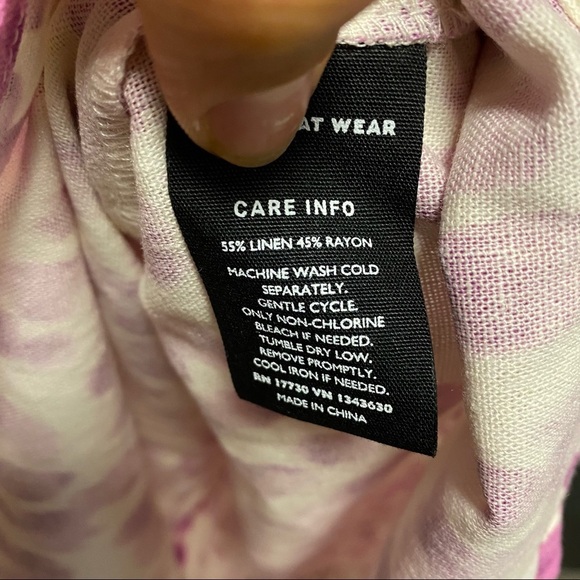 AT WEAR
CARE INFO
55% LINEN 45% RAYON
MACHINE WASH COLD
SEPARATELY.
GENTLE CYCLE.
ONLY NON-CHLORINE
BLEACH IF NEEDED.
TUMBLE DRY LOW.
REMOVE PROMPTLY.
COOL IRON IF NEEDED.
RN 17730 VN 1343630
MADE IN CHINA